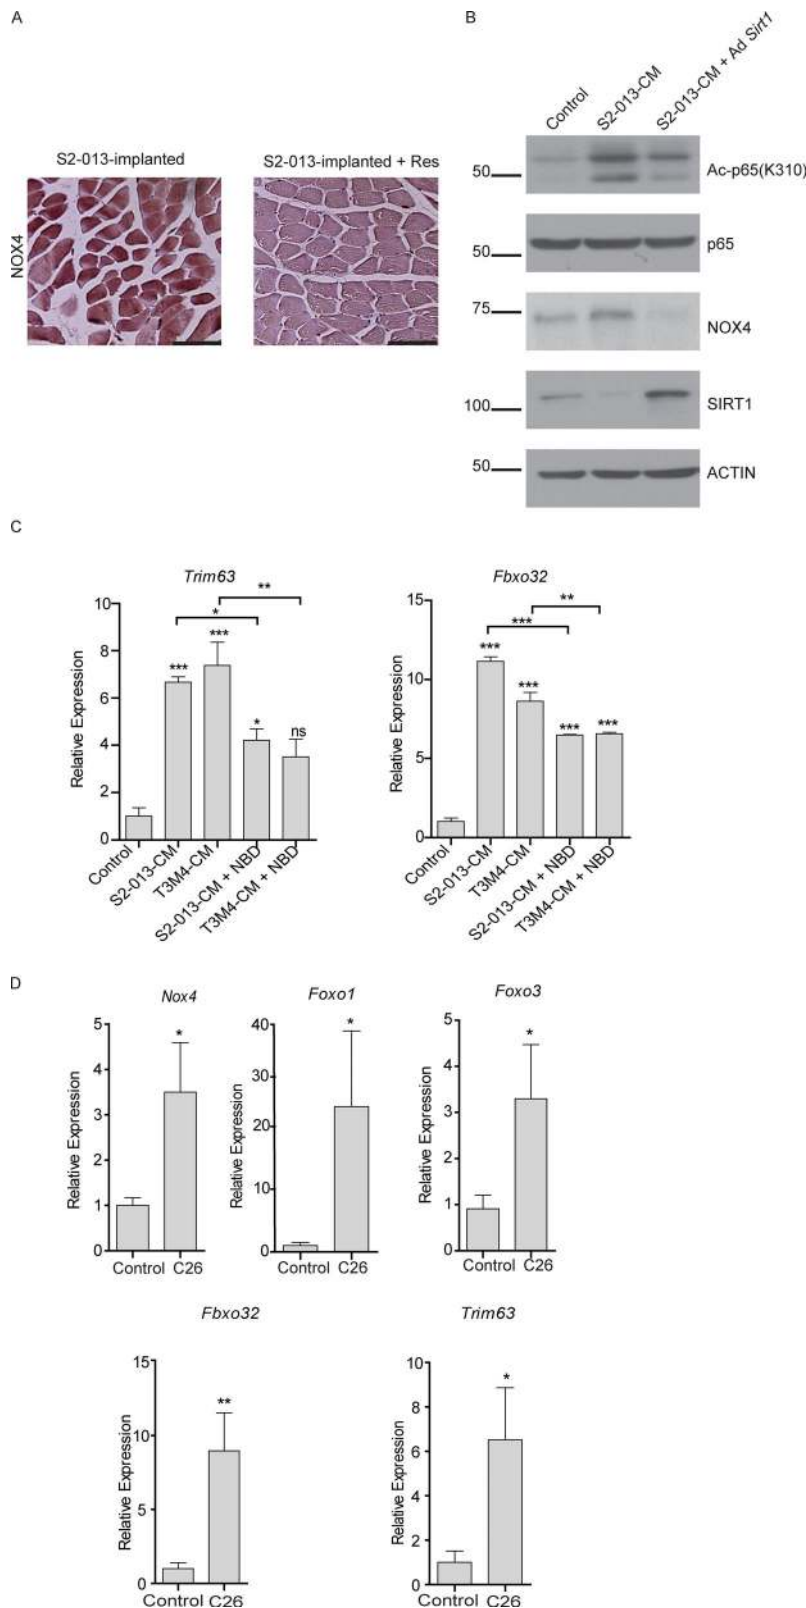 A
S2-013-implanted
S2-013-implanted + Res
NOX4
B
Control
S2-013-CM
S2-013-CM + Ad Sirt1
50
Ac-p65(K310)
50
p65
75
NOX4
100
SIRT1
50
ACTIN
C
Trim63
Relative Expression
10
8
6
4
2
0
***
***
*
ns
*
**
Control
S2-013-CM
T3M4-CM
S2-013-CM + NBD
T3M4-CM + NBD
Fbxo32
Relative Expression
15
10
5
0
***
***
***
***
***
**
Control
S2-013-CM
T3M4-CM
S2-013-CM + NBD
T3M4-CM + NBD
D
Nox4
Relative Expression
5
4
3
2
1
0
*
Control C26
Foxo1
Relative Expression
40
30
20
10
0
*
Control C26
Foxo3
Relative Expression
5
4
3
2
1
0
*
Control C26
Fbxo32
Relative Expression
15
10
5
0
**
Control C26
Trim63
Relative Expression
10
8
6
4
2
0
*
Control C26